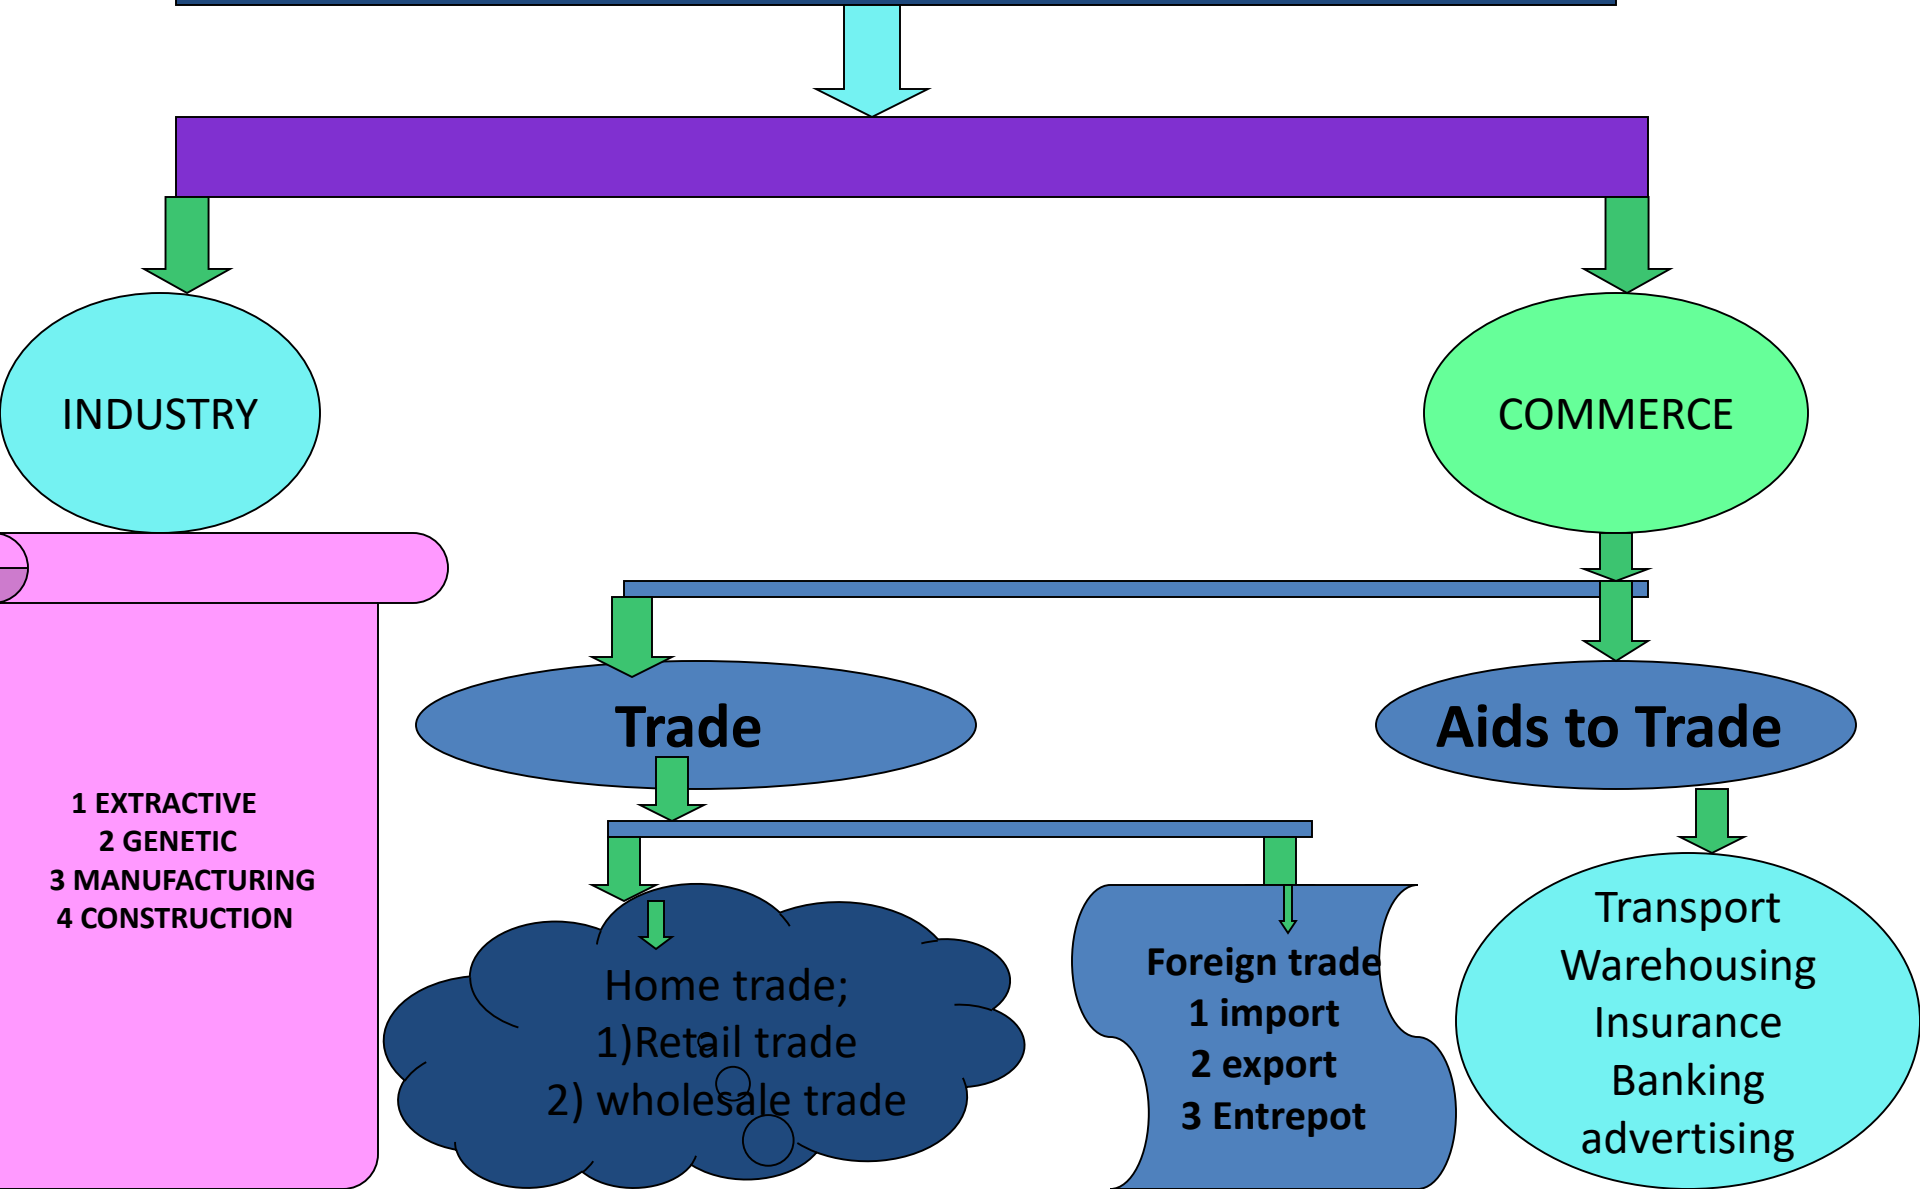 INDUSTRY
COMMERCE
Trade
Aids to Trade
1 EXTRACTIVE
2 GENETIC
3 MANUFACTURING
4 CONSTRUCTION
Home trade;
1)Retail trade
2) wholesale trade
Foreign trade
1 import
2 export
3 Entrepot
Transport
Warehousing
Insurance
Banking
advertising